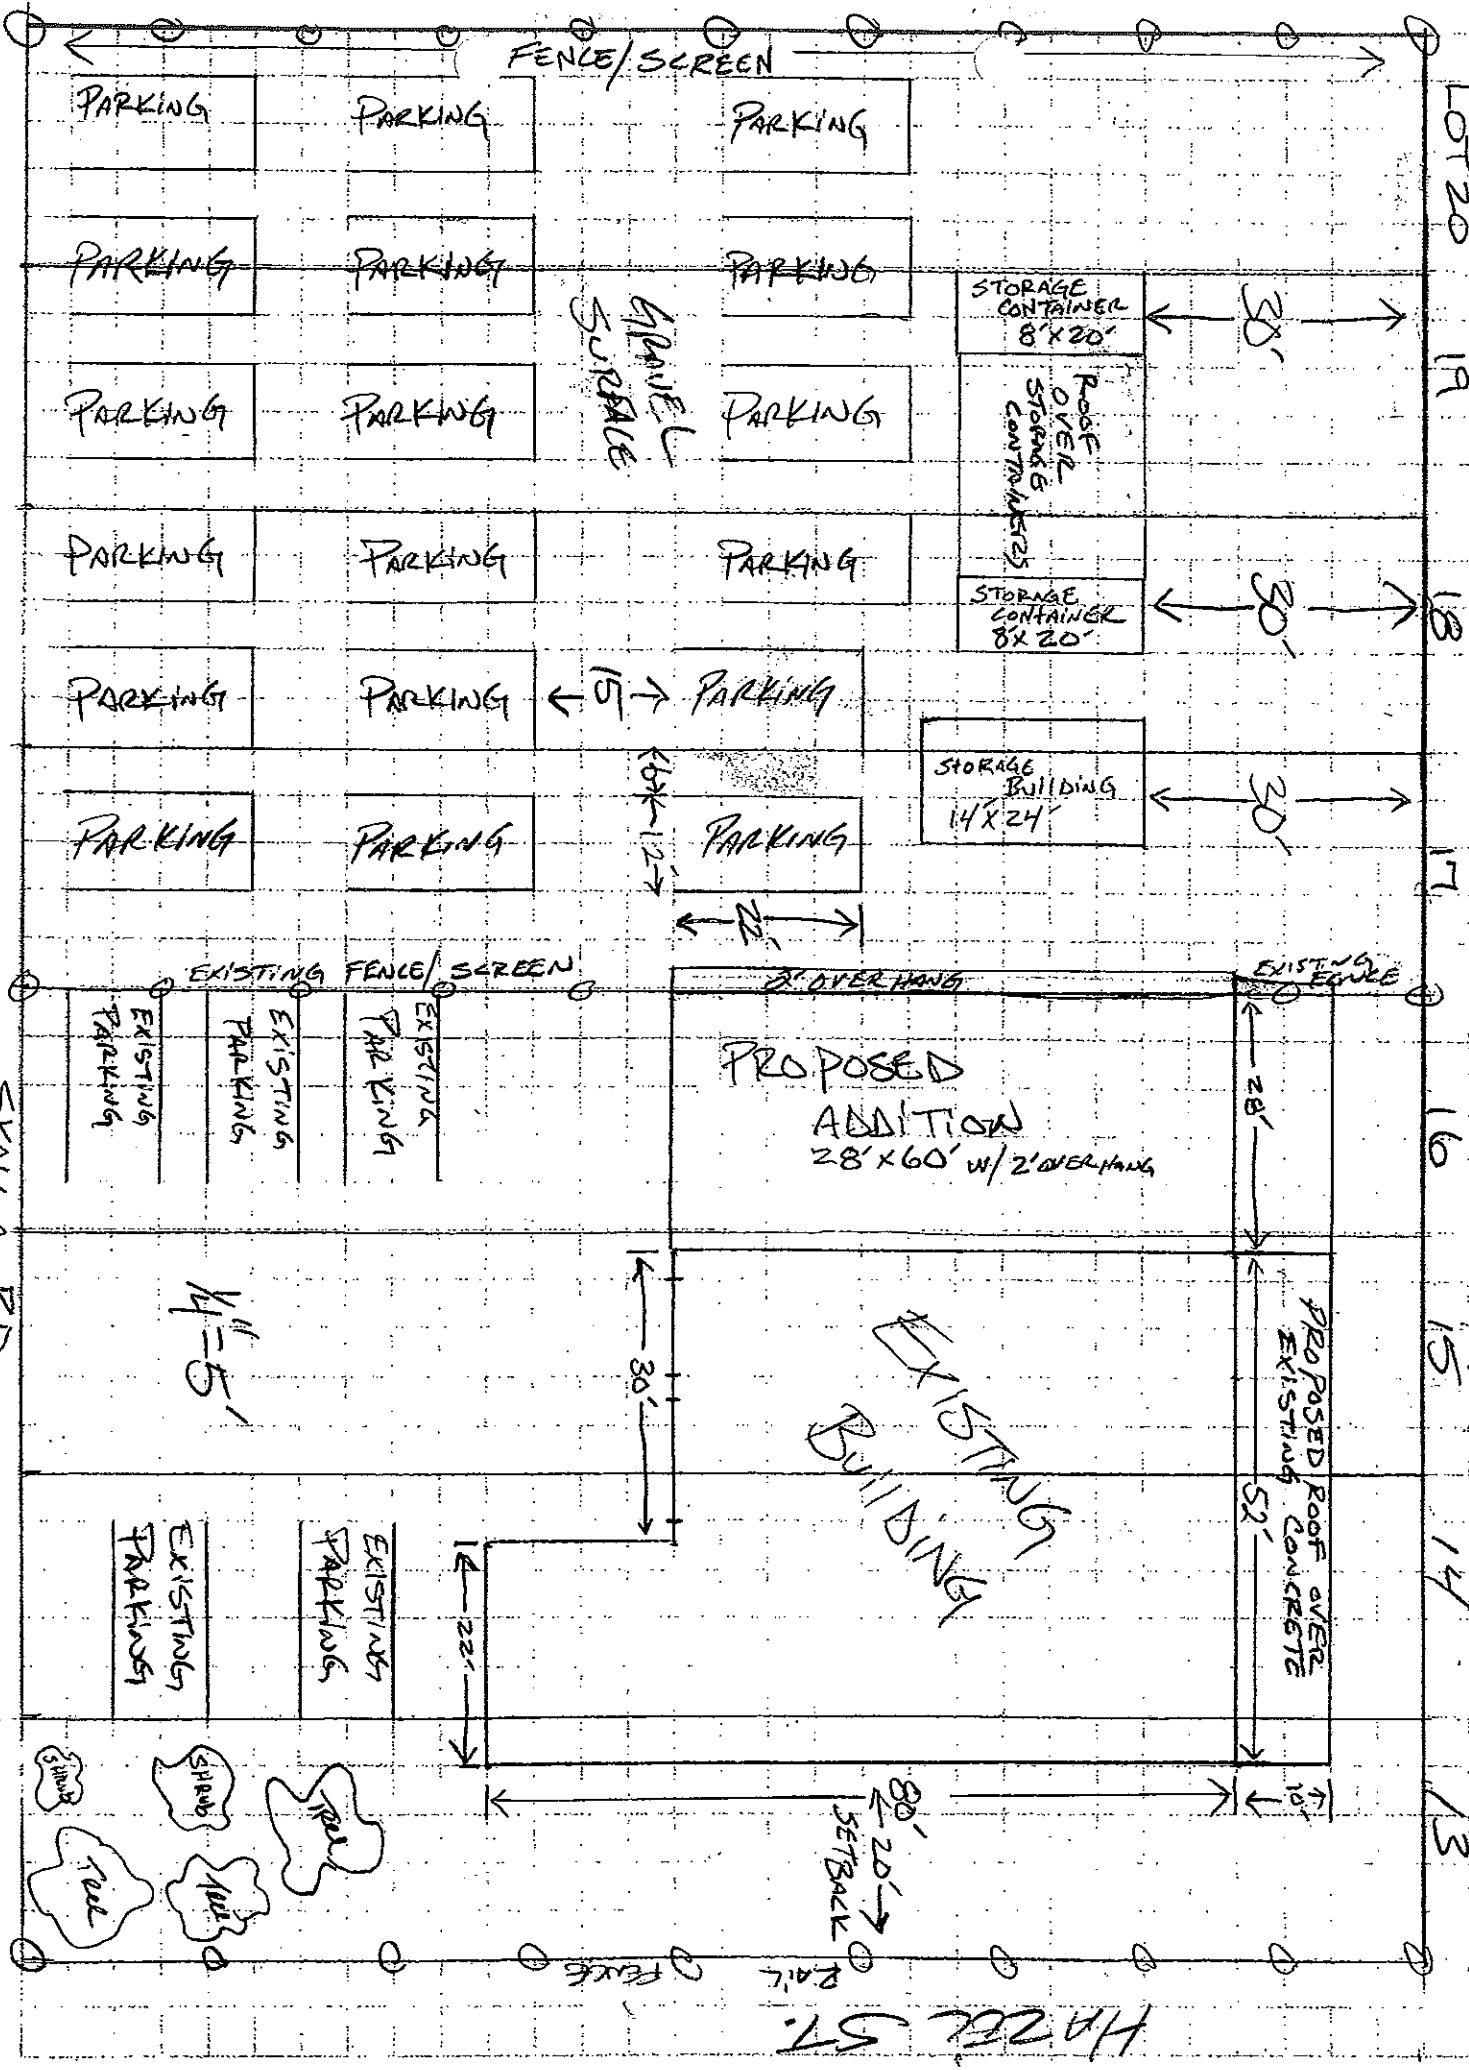 FENCE/SCREEN
LOT 20
PARKING
PARKING
PARKING
PARKING
PARKING
PARKING
STORAGE
CONTAINER
8'X20'
30'
19
GRAVEL
SURFACE
PARKING
PARKING
PARKING
ROOF
OVER
STORAGE
CONTAINERS
PARKING
PARKING
PARKING
STORAGE
CONTAINER
8'X20'
30'
18
PARKING
PARKING
15
PARKING
STORAGE
BUILDING
14'X24'
30'
17
PARKING
PARKING
12'
PARKING
22'
EXISTING FENCE/SCREEN
2' OVERHANG
EXISTING
FENCE
EXISTING
PARKING
EXISTING
PARKING
EXISTING
PARKING
PROPOSED
ADDITION
28'X60' W/2'OVERHANG
28'
16
1/4"=5'
30'
EXISTING
BUILDING
52'
PROPOSED ROOF OVER
EXISTING CONCRETE
15
14
EXISTING
PARKING
EXISTING
PARKING
22'
SHRUB
SHRUB
TREE
TREE
TREE
80'
20'
SETBACK
10'
13
RAIL FENCE
HAZEL ST.